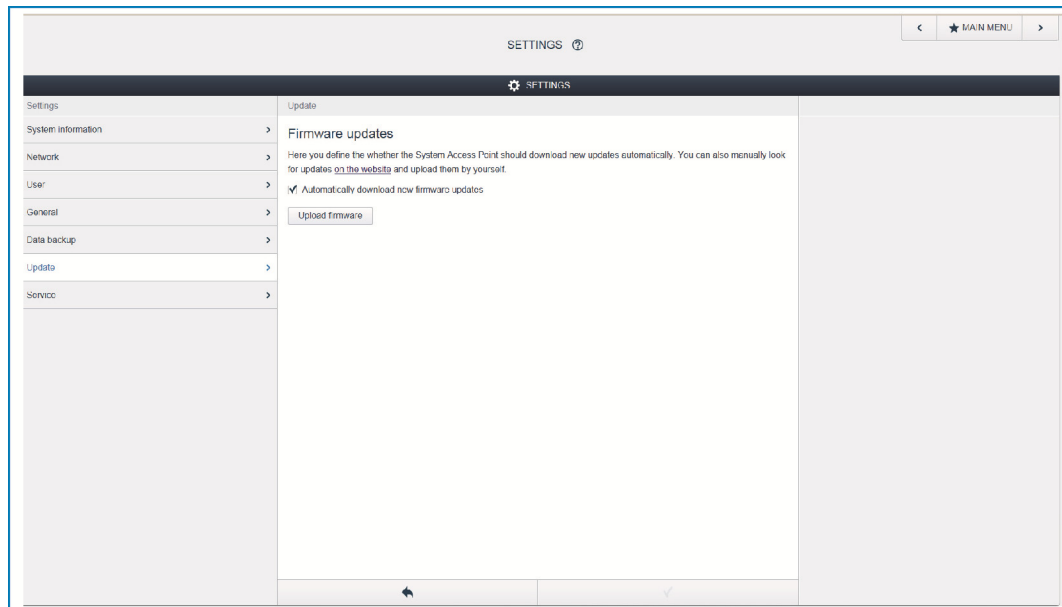 MAIN MENU
SETTINGS
SETTINGS
Settings
Update
System information
Network
User
General
Data backup
Update
Service
Firmware updates
Here you define the whether the System Access Point should download new updates automatically. You can also manually look
for updates on the website and upload them by yourself.
Automatically download new firmware updates
Upload firmware